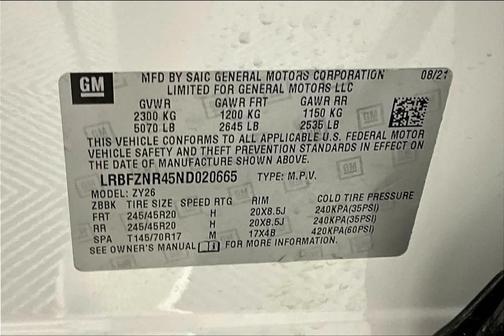 GM
MFD BY SAIC GENERAL MOTORS CORPORATION 08/21
LIMITED FOR GENERAL MOTORS LLC
GVWR GAWR FRT GAWR RR
2300 KG 1200 KG 1150 KG
5070 LB 2645 LB 2535 LB
THIS VEHICLE CONFORMS TO ALL APPLICABLE U.S. FEDERAL MOTOR
VEHICLE SAFETY AND THEFT PREVENTION STANDARDS IN EFFECT ON
THE DATE OF MANUFACTURE SHOWN ABOVE.
LRBFZNR45ND020665 TYPE: M.P.V.
MODEL: ZY26
ZBBK TIRE SIZE SPEED RTG RIM COLD TIRE PRESSURE
FRT 245/45R20 H 20X8.5J 240KPA(35PSI)
RR 245/45R20 H 20X8.5J 240KPA(35PSI)
SPA T145/70R17 M 17X4B 420KPA(60PSI)
SEE OWNER'S MANUAL FOR MORE INFORMATION.